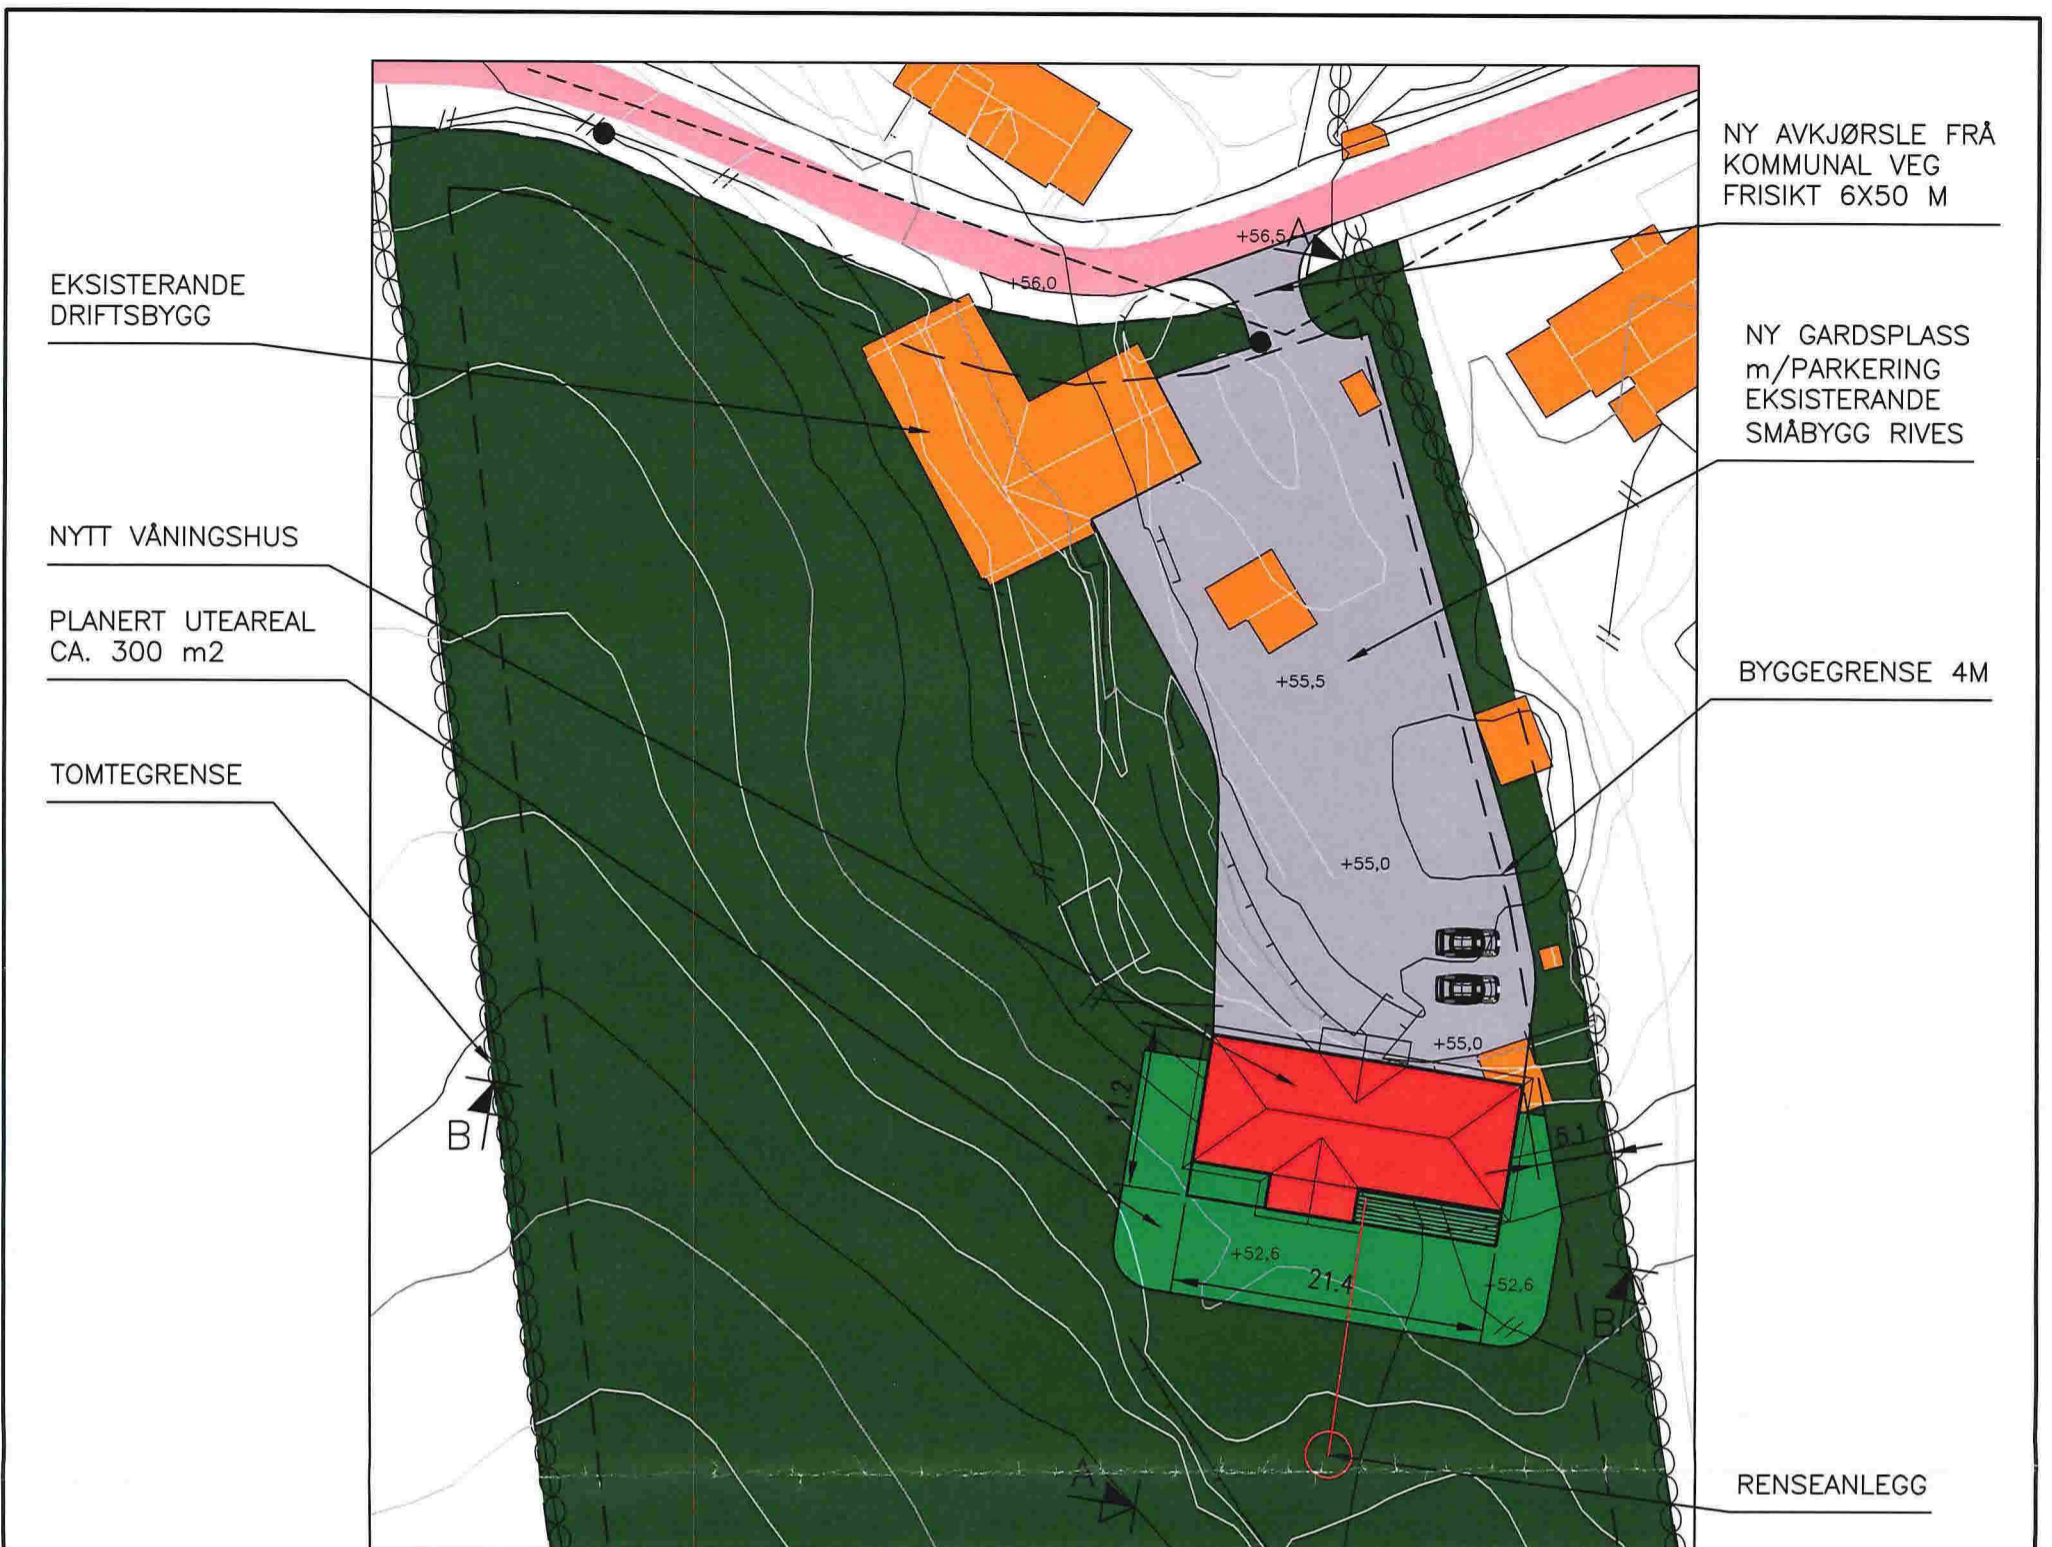 EKSISTERANDE
DRIFTSBYGG
NYTT VÅNINGSHUS
PLANERT UTEAREAL
CA. 300 m2
TOMTEGRENSE
NY AVKJØRSLE FRÅ
KOMMUNAL VEG
FRISIKT 6X50 M
NY GARDSPLASS
m/PARKERING
EKSISTERANDE
SMÅBYGG RIVES
BYGGEGRENSE 4M
RENSEANLEGG
+56,5
A
+56,0
+55,5
+55,0
+55,0
11.2
5.1
B
+52,6
21.4
+52,6
B
A